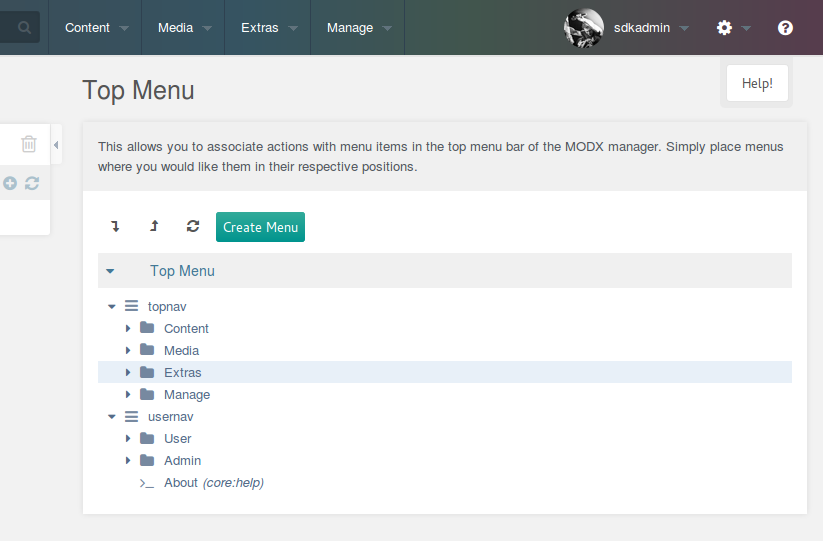 Content
Media
Extras
Manage
sdkadmin
Top Menu
Help!
This allows you to associate actions with menu items in the top menu bar of the MODX manager. Simply place menus
where you would like them in their respective positions.
Create Menu
Top Menu
topnav
Content
Media
Extras
Manage
usernav
User
Admin
About (core:help)